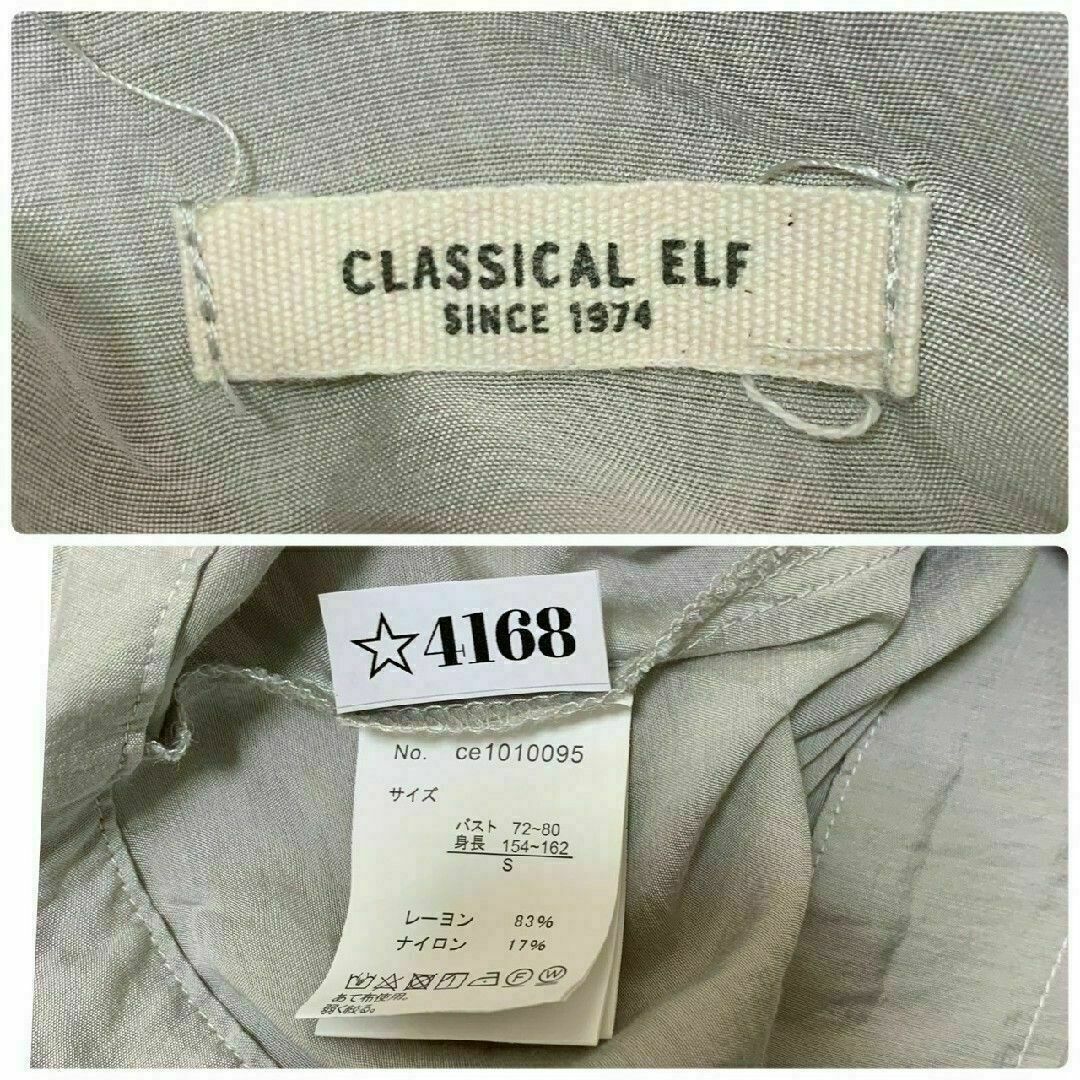 CLASSICAL ELF
SINCE 1974
☆4168
No. ce1010095
サイズ
バスト 72~80
身長 154~162
S
レーヨン 83%
ナイロン 17%
F W
あて布使用。
弱く絞る。